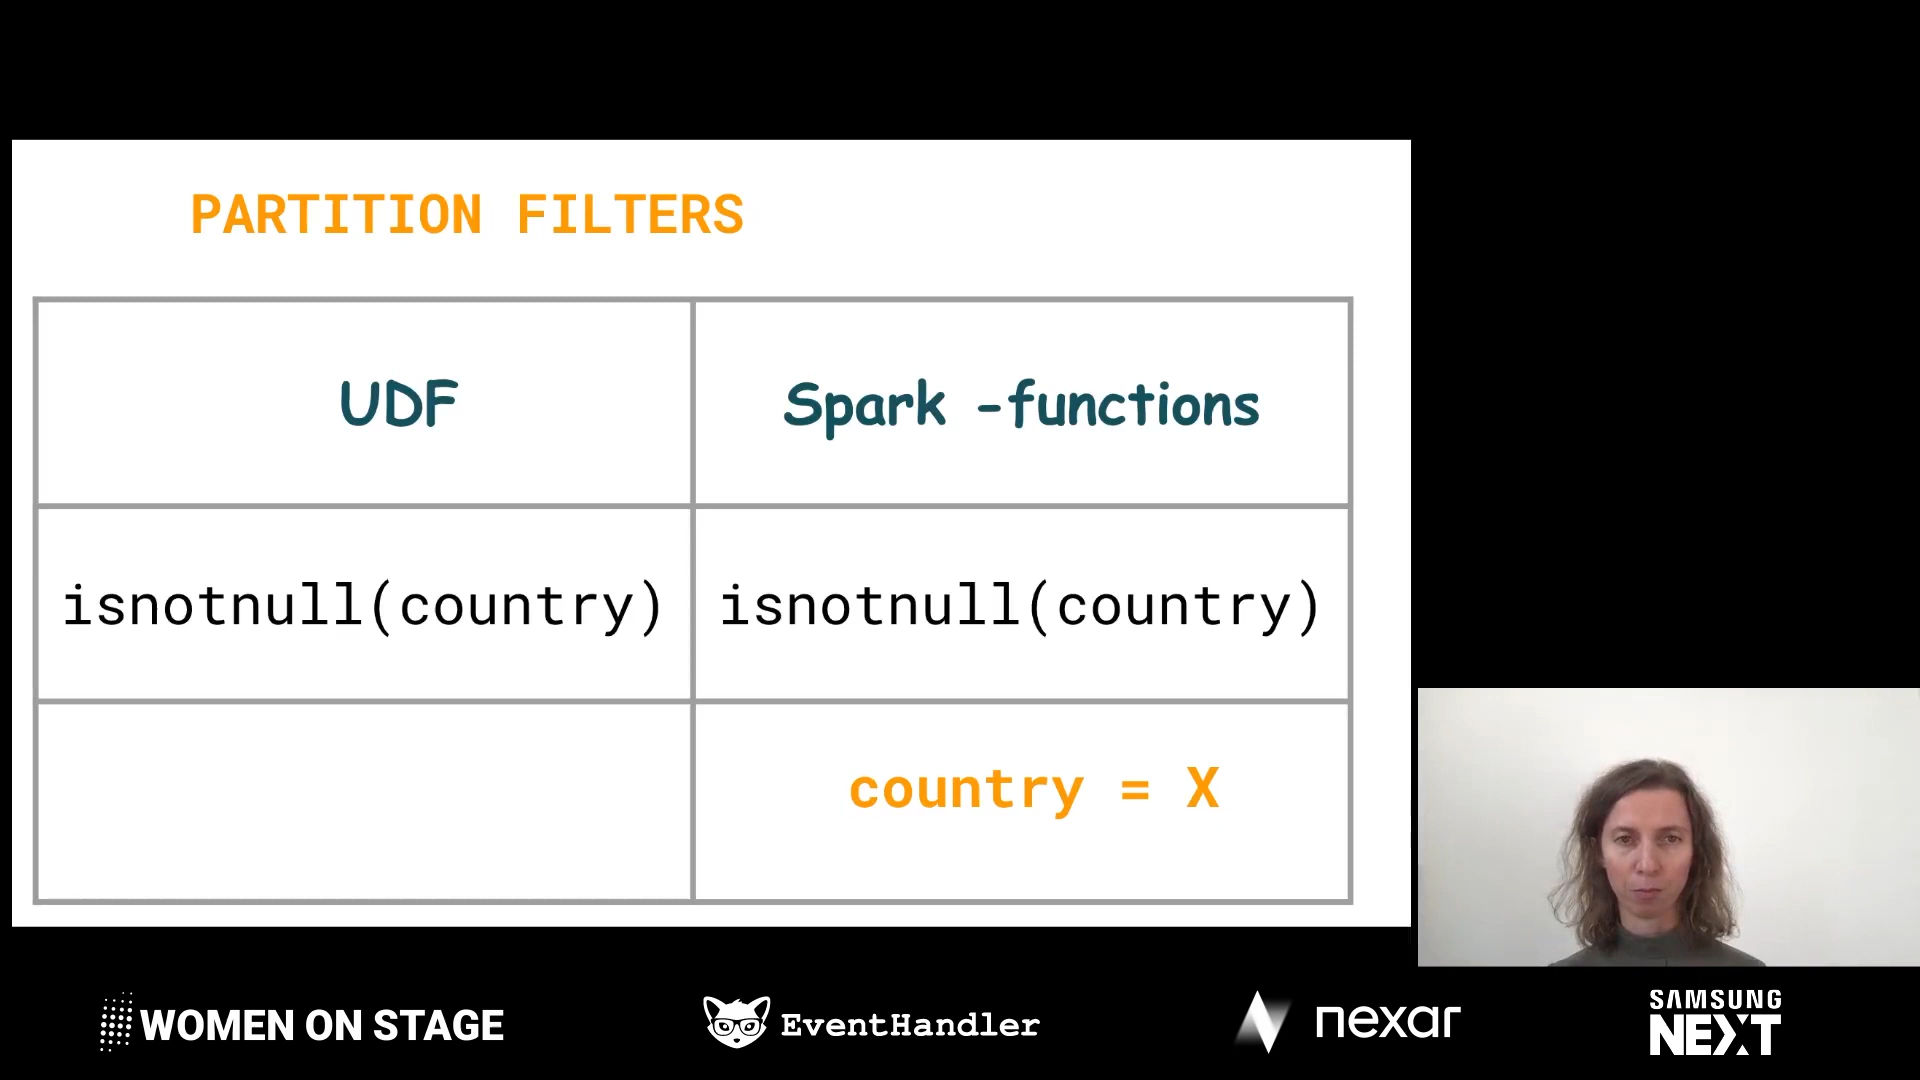 PARTITION FILTERS
UDF
Spark -functions
isnotnull(country)
isnotnull(country)
country = X
WOMEN ON STAGE
EventHandler
nexar
SAMSUNG
NEXT